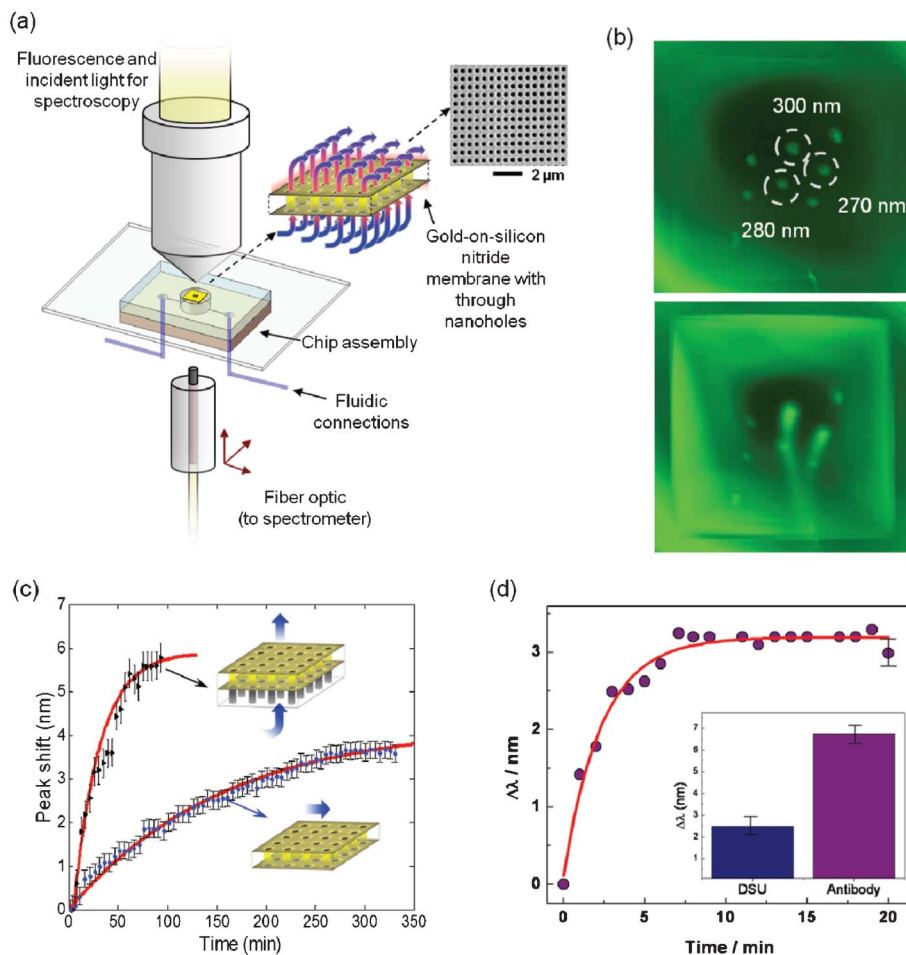 (a)
Fluorescence and
incident light for
spectroscopy
2 µm
Gold-on-silicon
nitride
membrane with
through
nanoholes
Chip assembly
Fluidic
connections
Fiber optic
(to spectrometer)
(b)
300 nm
270 nm
280 nm
(c)
Peak shift (nm)
7
6
5
4
3
2
1
0
0 50 100 150 200 250 300 350
Time (min)
(d)
Δλ / nm
3
2
1
0
0 5 10 15 20
Time / min
Δλ (nm)
7
6
5
4
3
2
1
DSU Antibody